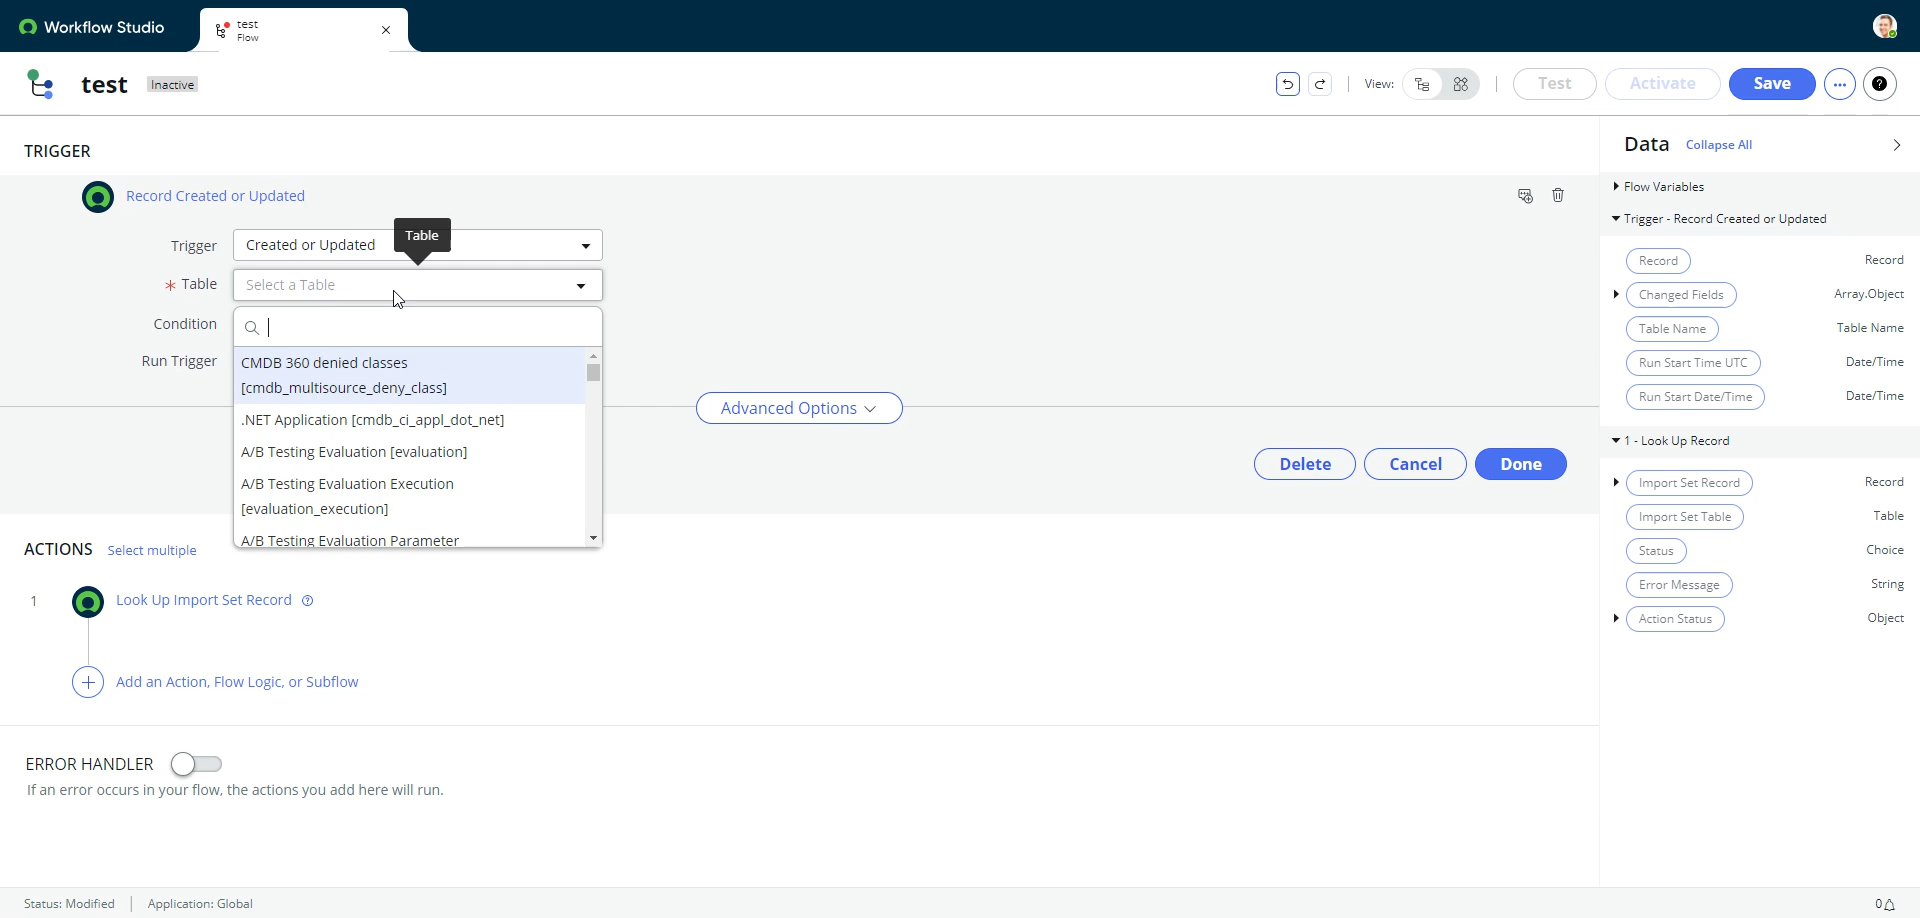 Workflow Studio
test
Flow
test
Inactive
View:
Test
Activate
Save
TRIGGER
Record Created or Updated
Trigger
Created or Updated
Table
* Table
Select a Table
Condition
Run Trigger
CMDB 360 denied classes
[cmdb_multisource_deny_class]
.NET Application [cmdb_ci_appl_dot_net]
A/B Testing Evaluation [evaluation]
A/B Testing Evaluation Execution
[evaluation_execution]
A/B Testing Evaluation Parameter
Advanced Options
Delete
Cancel
Done
ACTIONS
Select multiple
1
Look Up Import Set Record
Add an Action, Flow Logic, or Subflow
ERROR HANDLER
If an error occurs in your flow, the actions you add here will run.
Data
Collapse All
Flow Variables
Trigger - Record Created or Updated
Record Record
Changed Fields Array.Object
Table Name Table Name
Run Start Time UTC Date/Time
Run Start Date/Time Date/Time
1 - Look Up Record
Import Set Record Record
Import Set Table Table
Status Choice
Error Message String
Action Status Object
Status: Modified
Application: Global
0